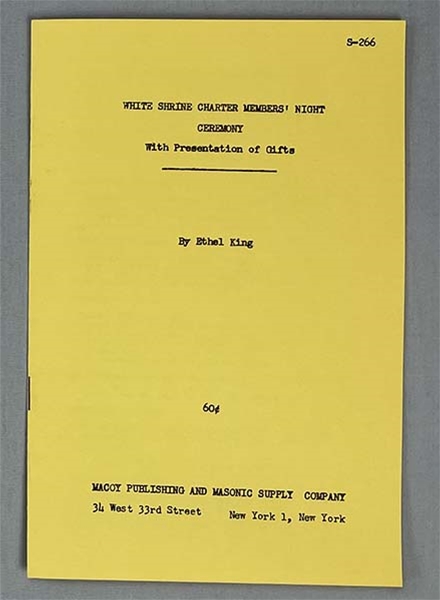 S-266
WHITE SHRINE CHARTER MEMBERS' NIGHT
CEREMONY
With Presentation of Gifts
By Ethel King
60¢
MACOY PUBLISHING AND MASONIC SUPPLY COMPANY
34 West 33rd Street New York 1, New York